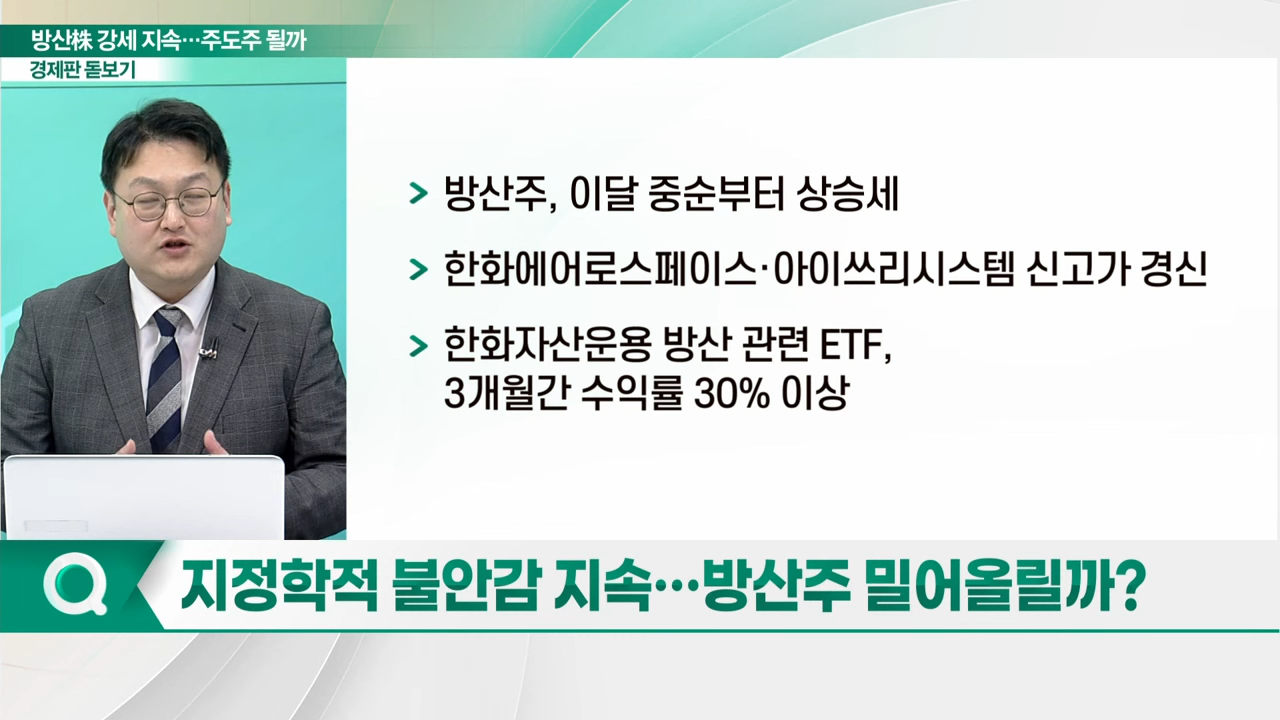 방산株 강세 지속…주도주 될까
경제판 돋보기
> 방산주, 이달 중순부터 상승세
> 한화에어로스페이스·아이쓰리시스템 신고가 경신
> 한화자산운용 방산 관련 ETF,
3개월간 수익률 30% 이상
Q 지정학적 불안감 지속…방산주 밀어올릴까?